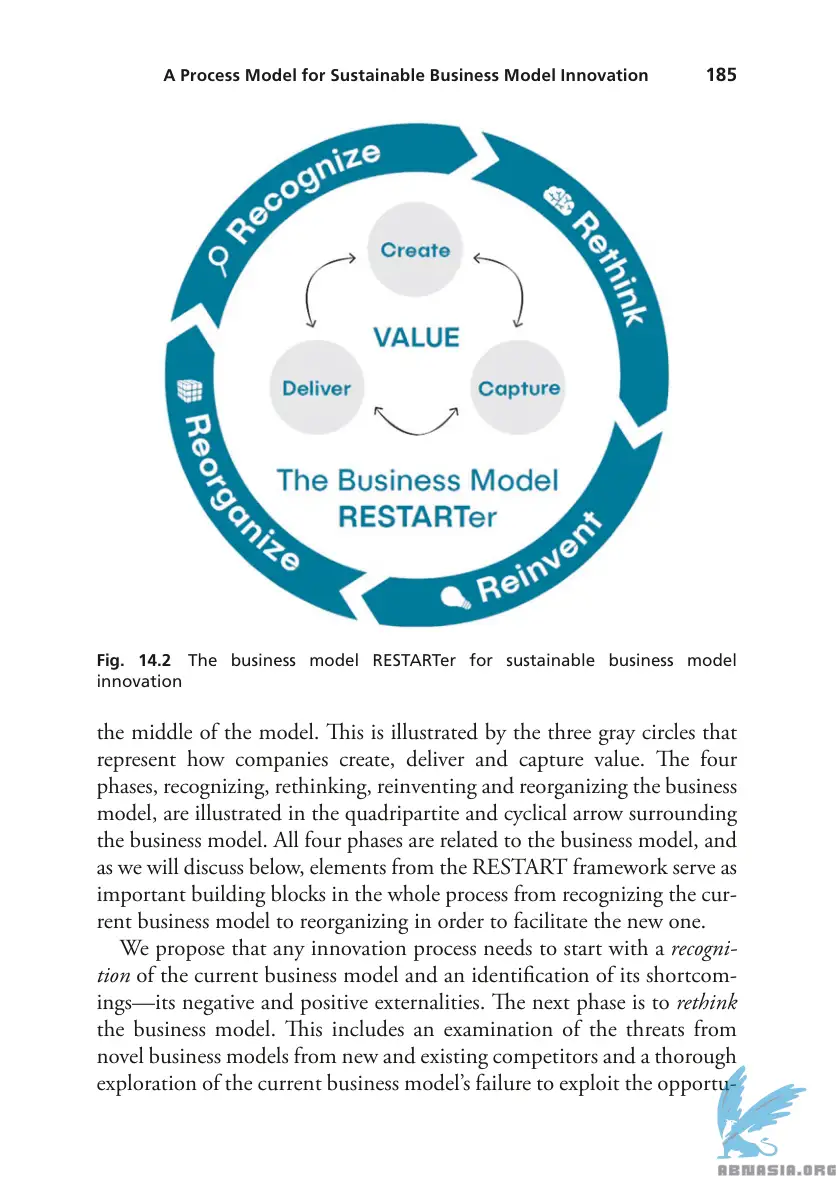 A Process Model for Sustainable Business Model Innovation 185
Recognize
Rethink
Create
VALUE
Deliver
Capture
Reorganize
The Business Model
RESTARTer
Reinvent
Fig. 14.2 The business model RESTARTer for sustainable business model
innovation
the middle of the model. This is illustrated by the three gray circles that
represent how companies create, deliver and capture value. The four
phases, recognizing, rethinking, reinventing and reorganizing the business
model, are illustrated in the quadripartite and cyclical arrow surrounding
the business model. All four phases are related to the business model, and
as we will discuss below, elements from the RESTART framework serve as
important building blocks in the whole process from recognizing the cur-
rent business model to reorganizing in order to facilitate the new one.
We propose that any innovation process needs to start with a recogni-
tion of the current business model and an identification of its shortcom-
ings—its negative and positive externalities. The next phase is to rethink
the business model. This includes an examination of the threats from
novel business models from new and existing competitors and a thorough
exploration of the current business model's failure to exploit the opportu-
ABNASIA.ORG